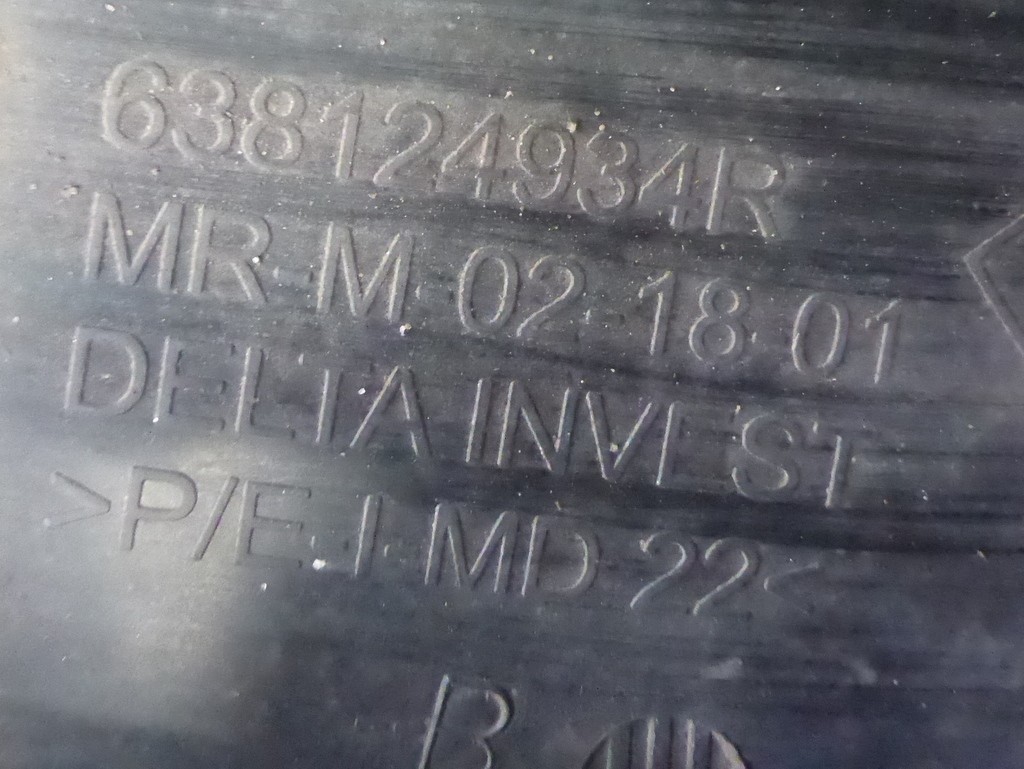 638124934R
MR M 02 18 01
DELTA INVEST
>P/E I MD 22<
B